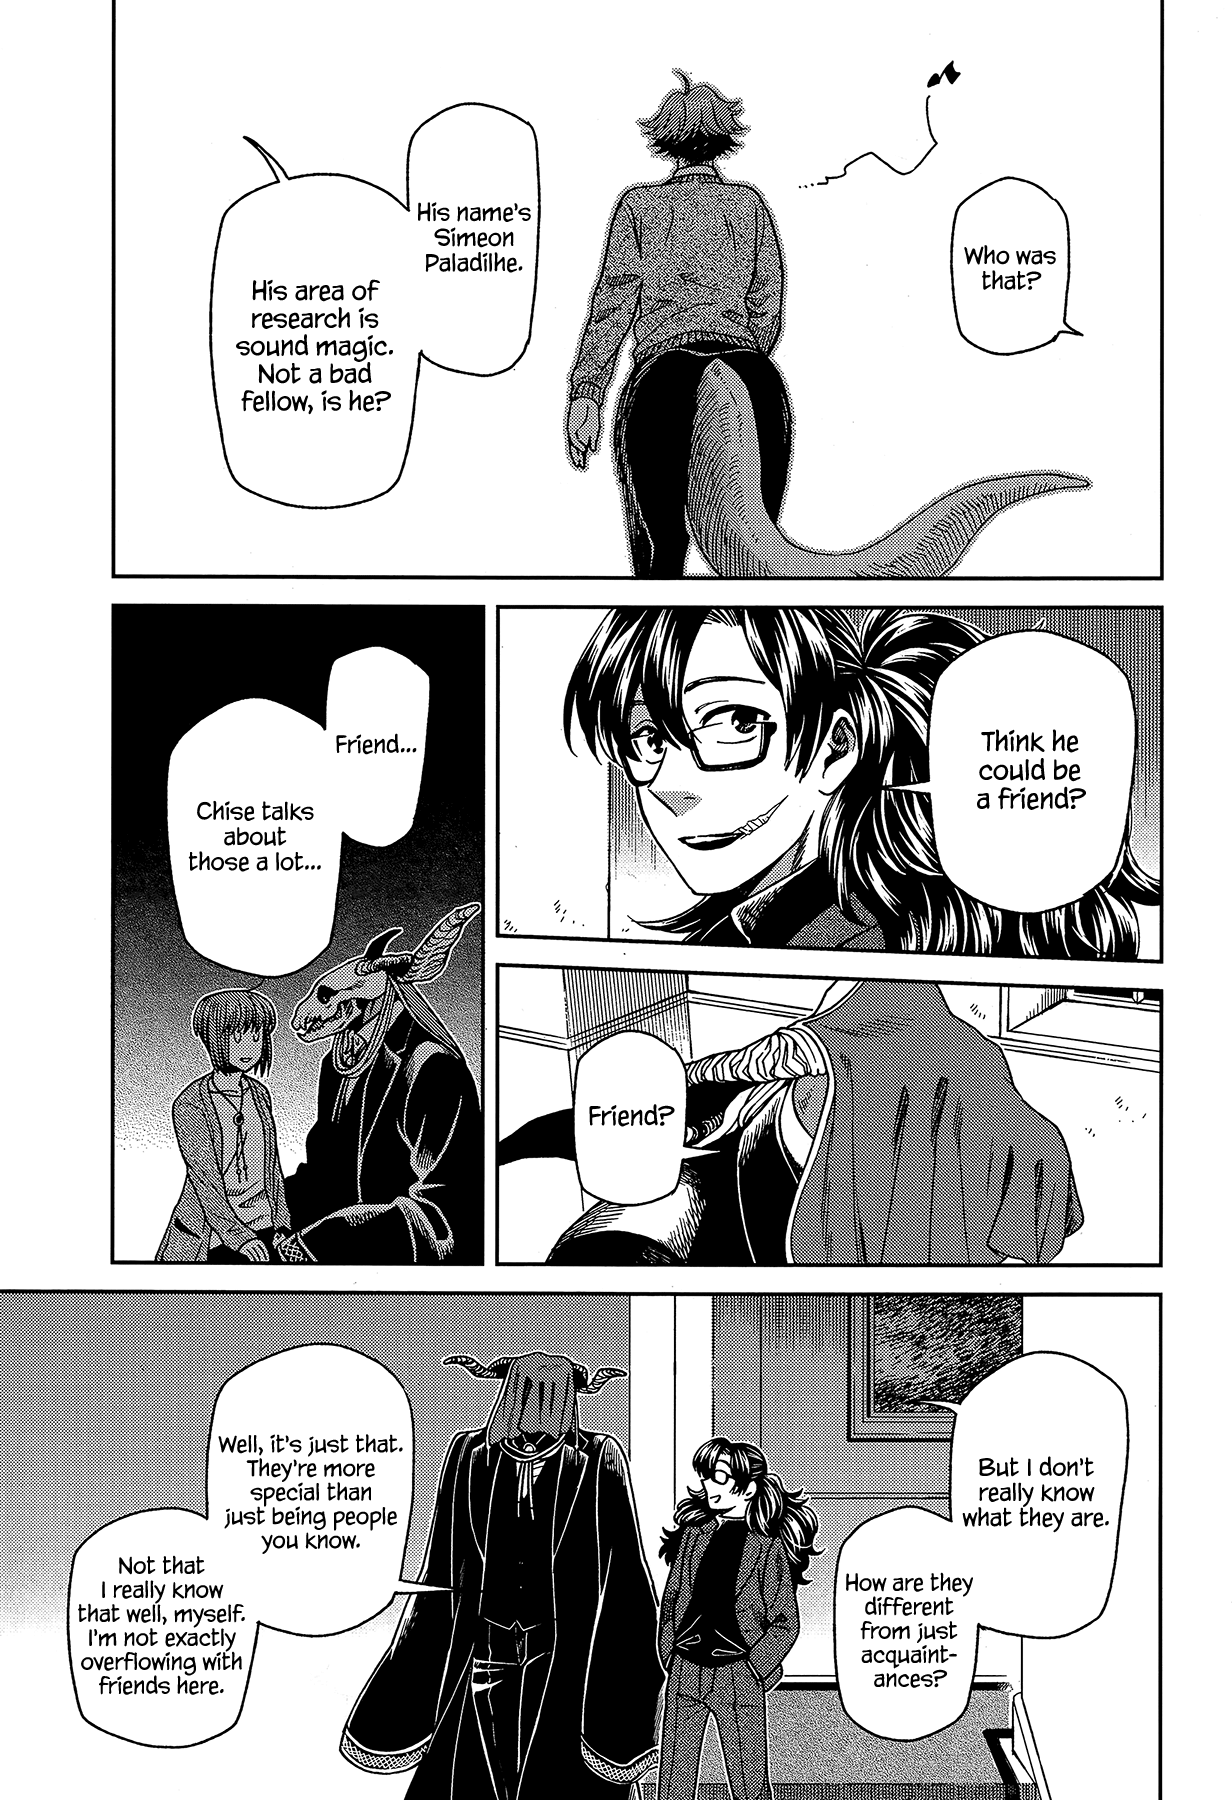 Who was
that?
His name's
Simeon
Paladilhe.
His area of
research is
sound magic.
Not a bad
fellow, is he?
Think he
could be
a friend?
Friend?
Friend...
Chise talks
about
those a lot...
But I don't
really know
what they are.
How are they
different
from just
acquaint-
ances?
Well, it's just that.
They're more
special than
just being people
you know.
Not that
I really know
that well, myself.
I'm not exactly
overflowing with
friends here.